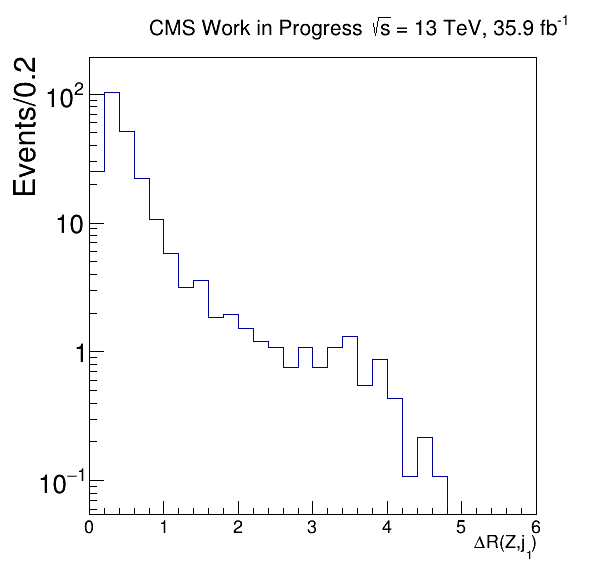 CMS Work in Progress √s = 13 TeV, 35.9 fb⁻¹
Events/0.2
10²
10
1
10⁻¹
0 1 2 3 4 5 6
ΔR(Z,j₁)